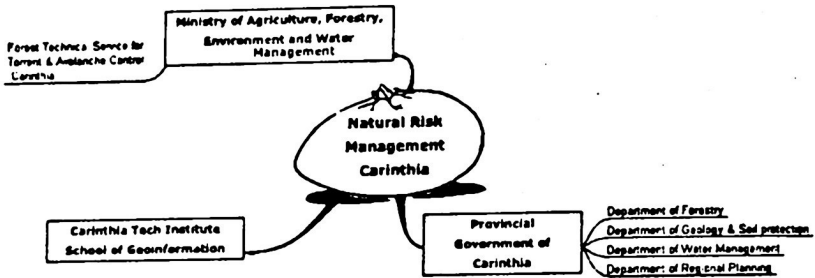 Ministry of Agriculture, Forestry,
Environment and Water
Management
Forest Technical Service for
Torrent & Avalanche Control
Carinthia
Natural Risk
Management
Carinthia
Carinthia Tech Institute
School of Geoinformation
Provincial
Government of
Carinthia
Department of Forestry
Department of Geology & Soil protection
Department of Water Management
Department of Regional Planning